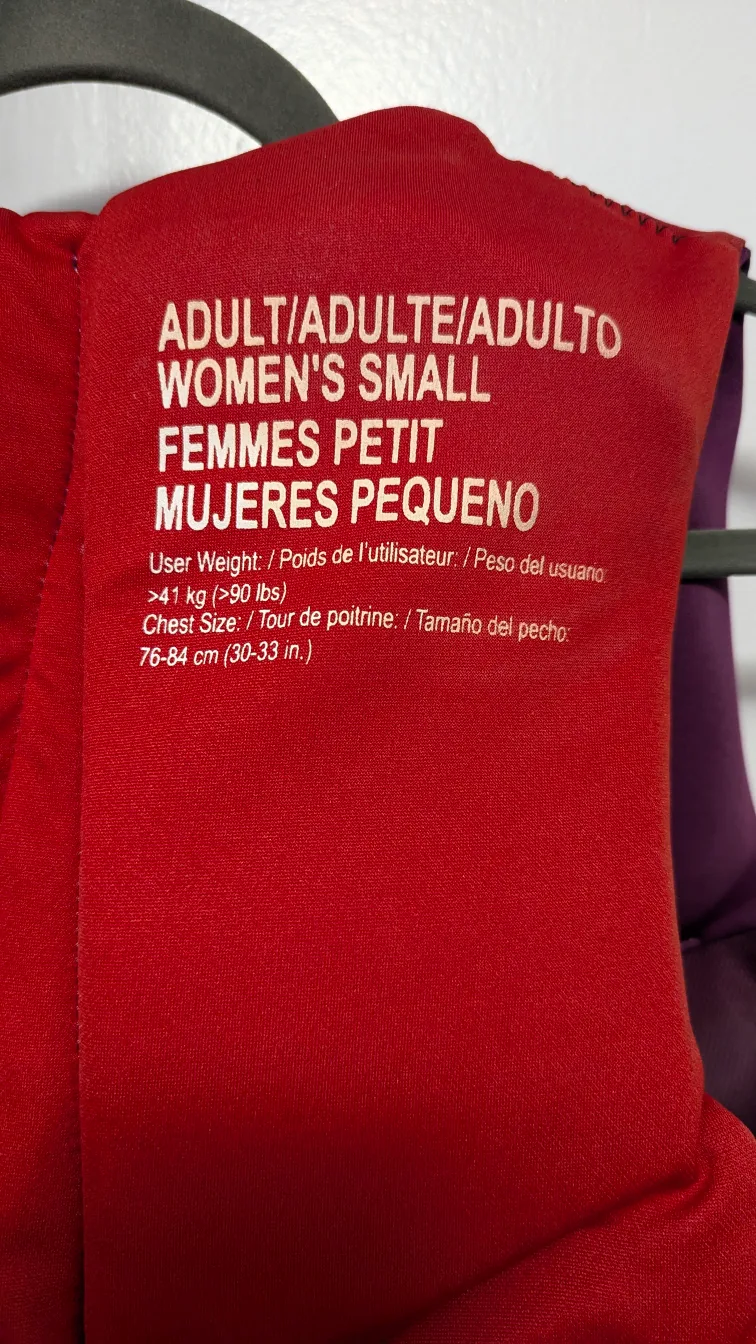 ADULT/ADULTE/ADULTO
WOMEN'S SMALL
FEMMES PETIT
MUJERES PEQUENO
User Weight: / Poids de l'utilisateur: / Peso del usuario:
>41 kg (>90 lbs)
Chest Size: / Tour de poitrine: / Tamaño del pecho:
76-84 cm (30-33 in.)